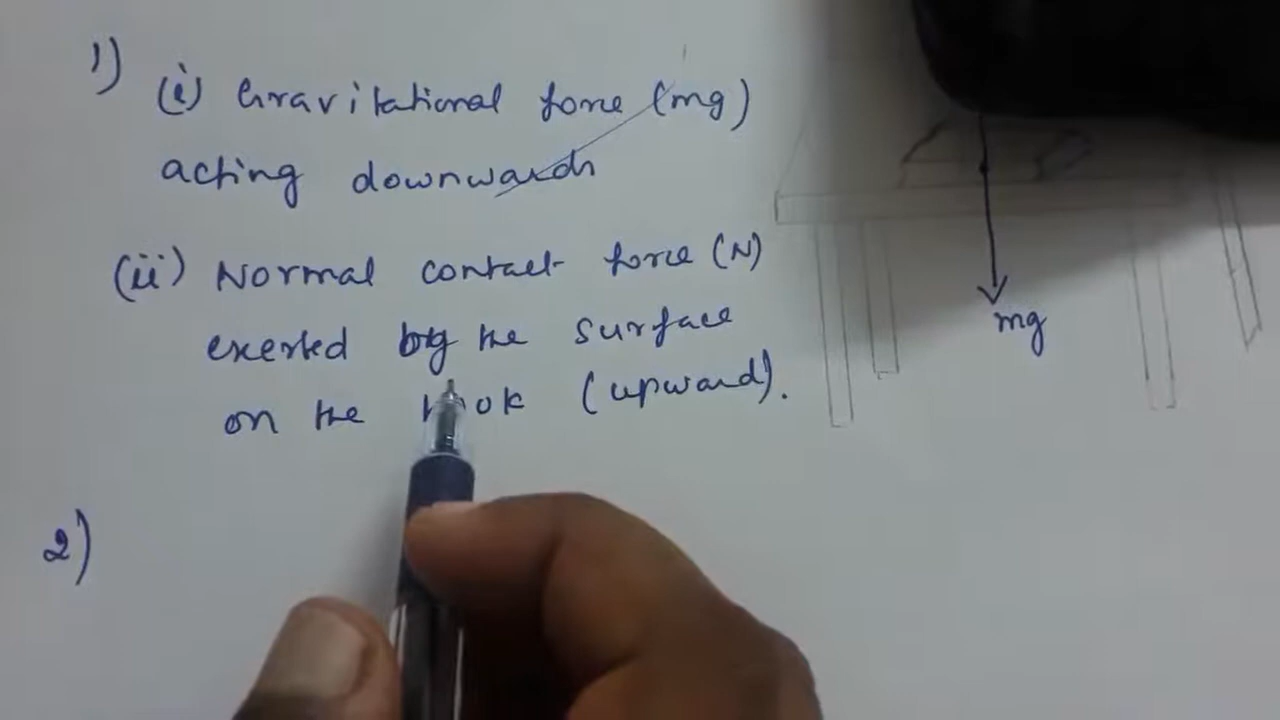 1) (i) Gravitational force (mg)
acting downwards
(ii) Normal contact force (N)
exerted by the surface
on the book (upward).
mg
2)